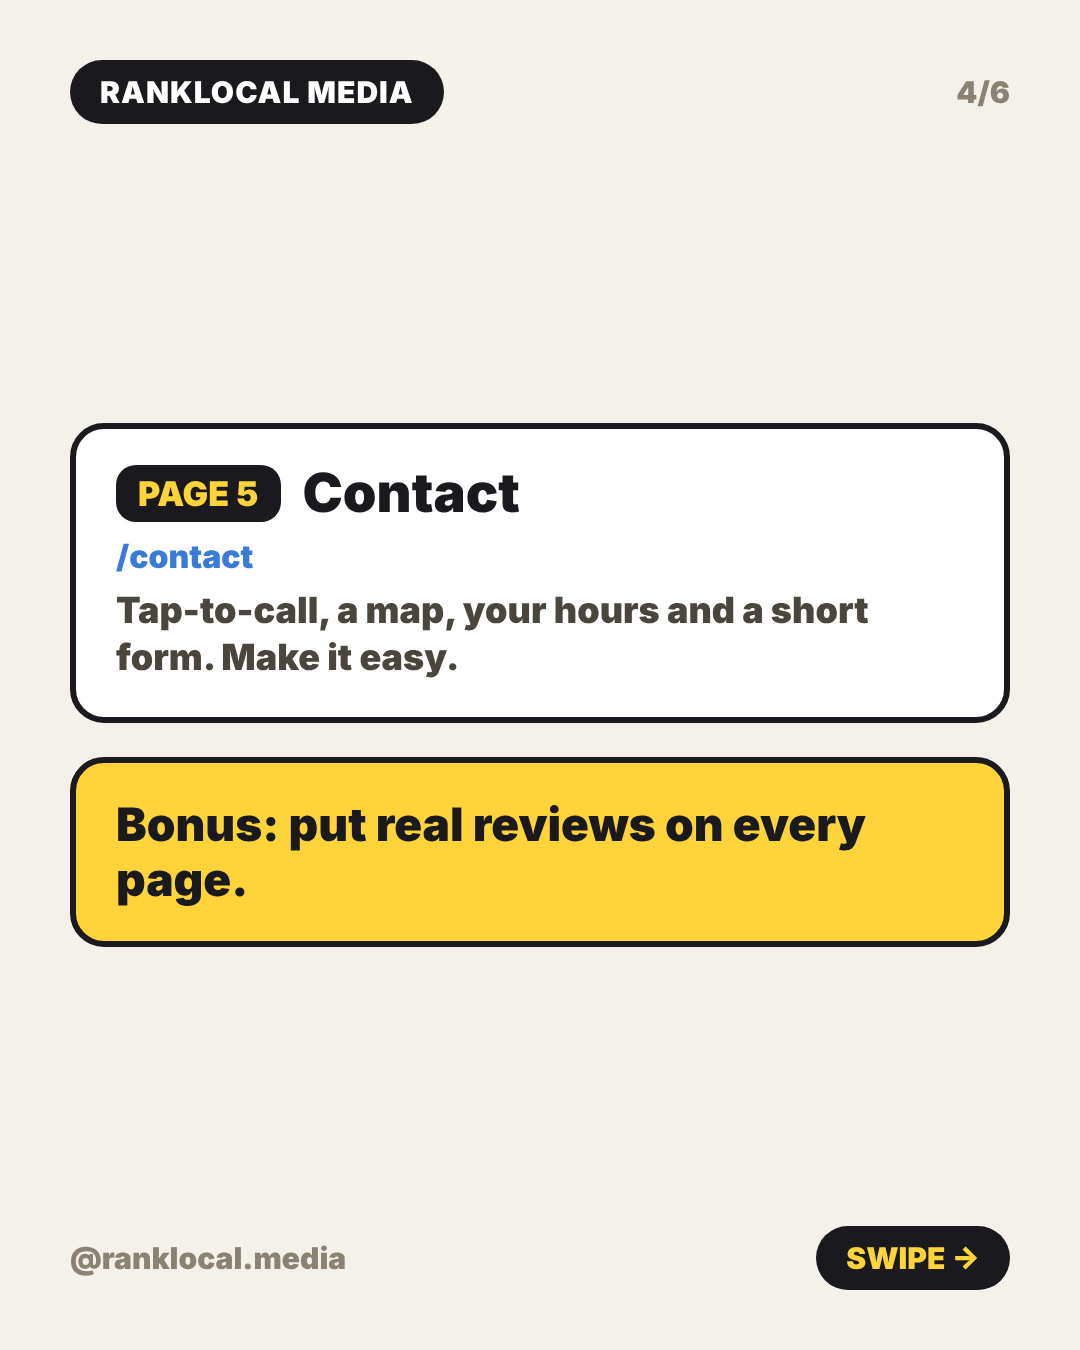 RANKLOCAL MEDIA
4/6
PAGE 5 Contact
/contact
Tap-to-call, a map, your hours and a short
form. Make it easy.
Bonus: put real reviews on every
page.
@ranklocal.media
SWIPE →